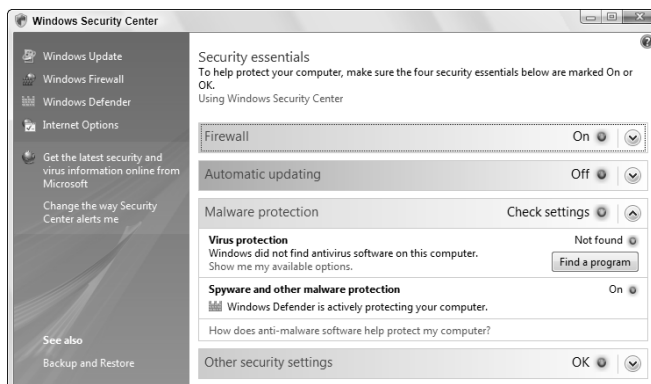 Windows Security Center
Windows Update
Windows Firewall
Windows Defender
Internet Options
Get the latest security and
virus information online from
Microsoft
Change the way Security
Center alerts me
See also
Backup and Restore
Security essentials
To help protect your computer, make sure the four security essentials below are marked On or
OK.
Using Windows Security Center
Firewall On
Automatic updating Off
Malware protection Check settings
Virus protection Not found
Windows did not find antivirus software on this computer.
Show me my available options. Find a program
Spyware and other malware protection On
Windows Defender is actively protecting your computer.
How does anti-malware software help protect my computer?
Other security settings OK